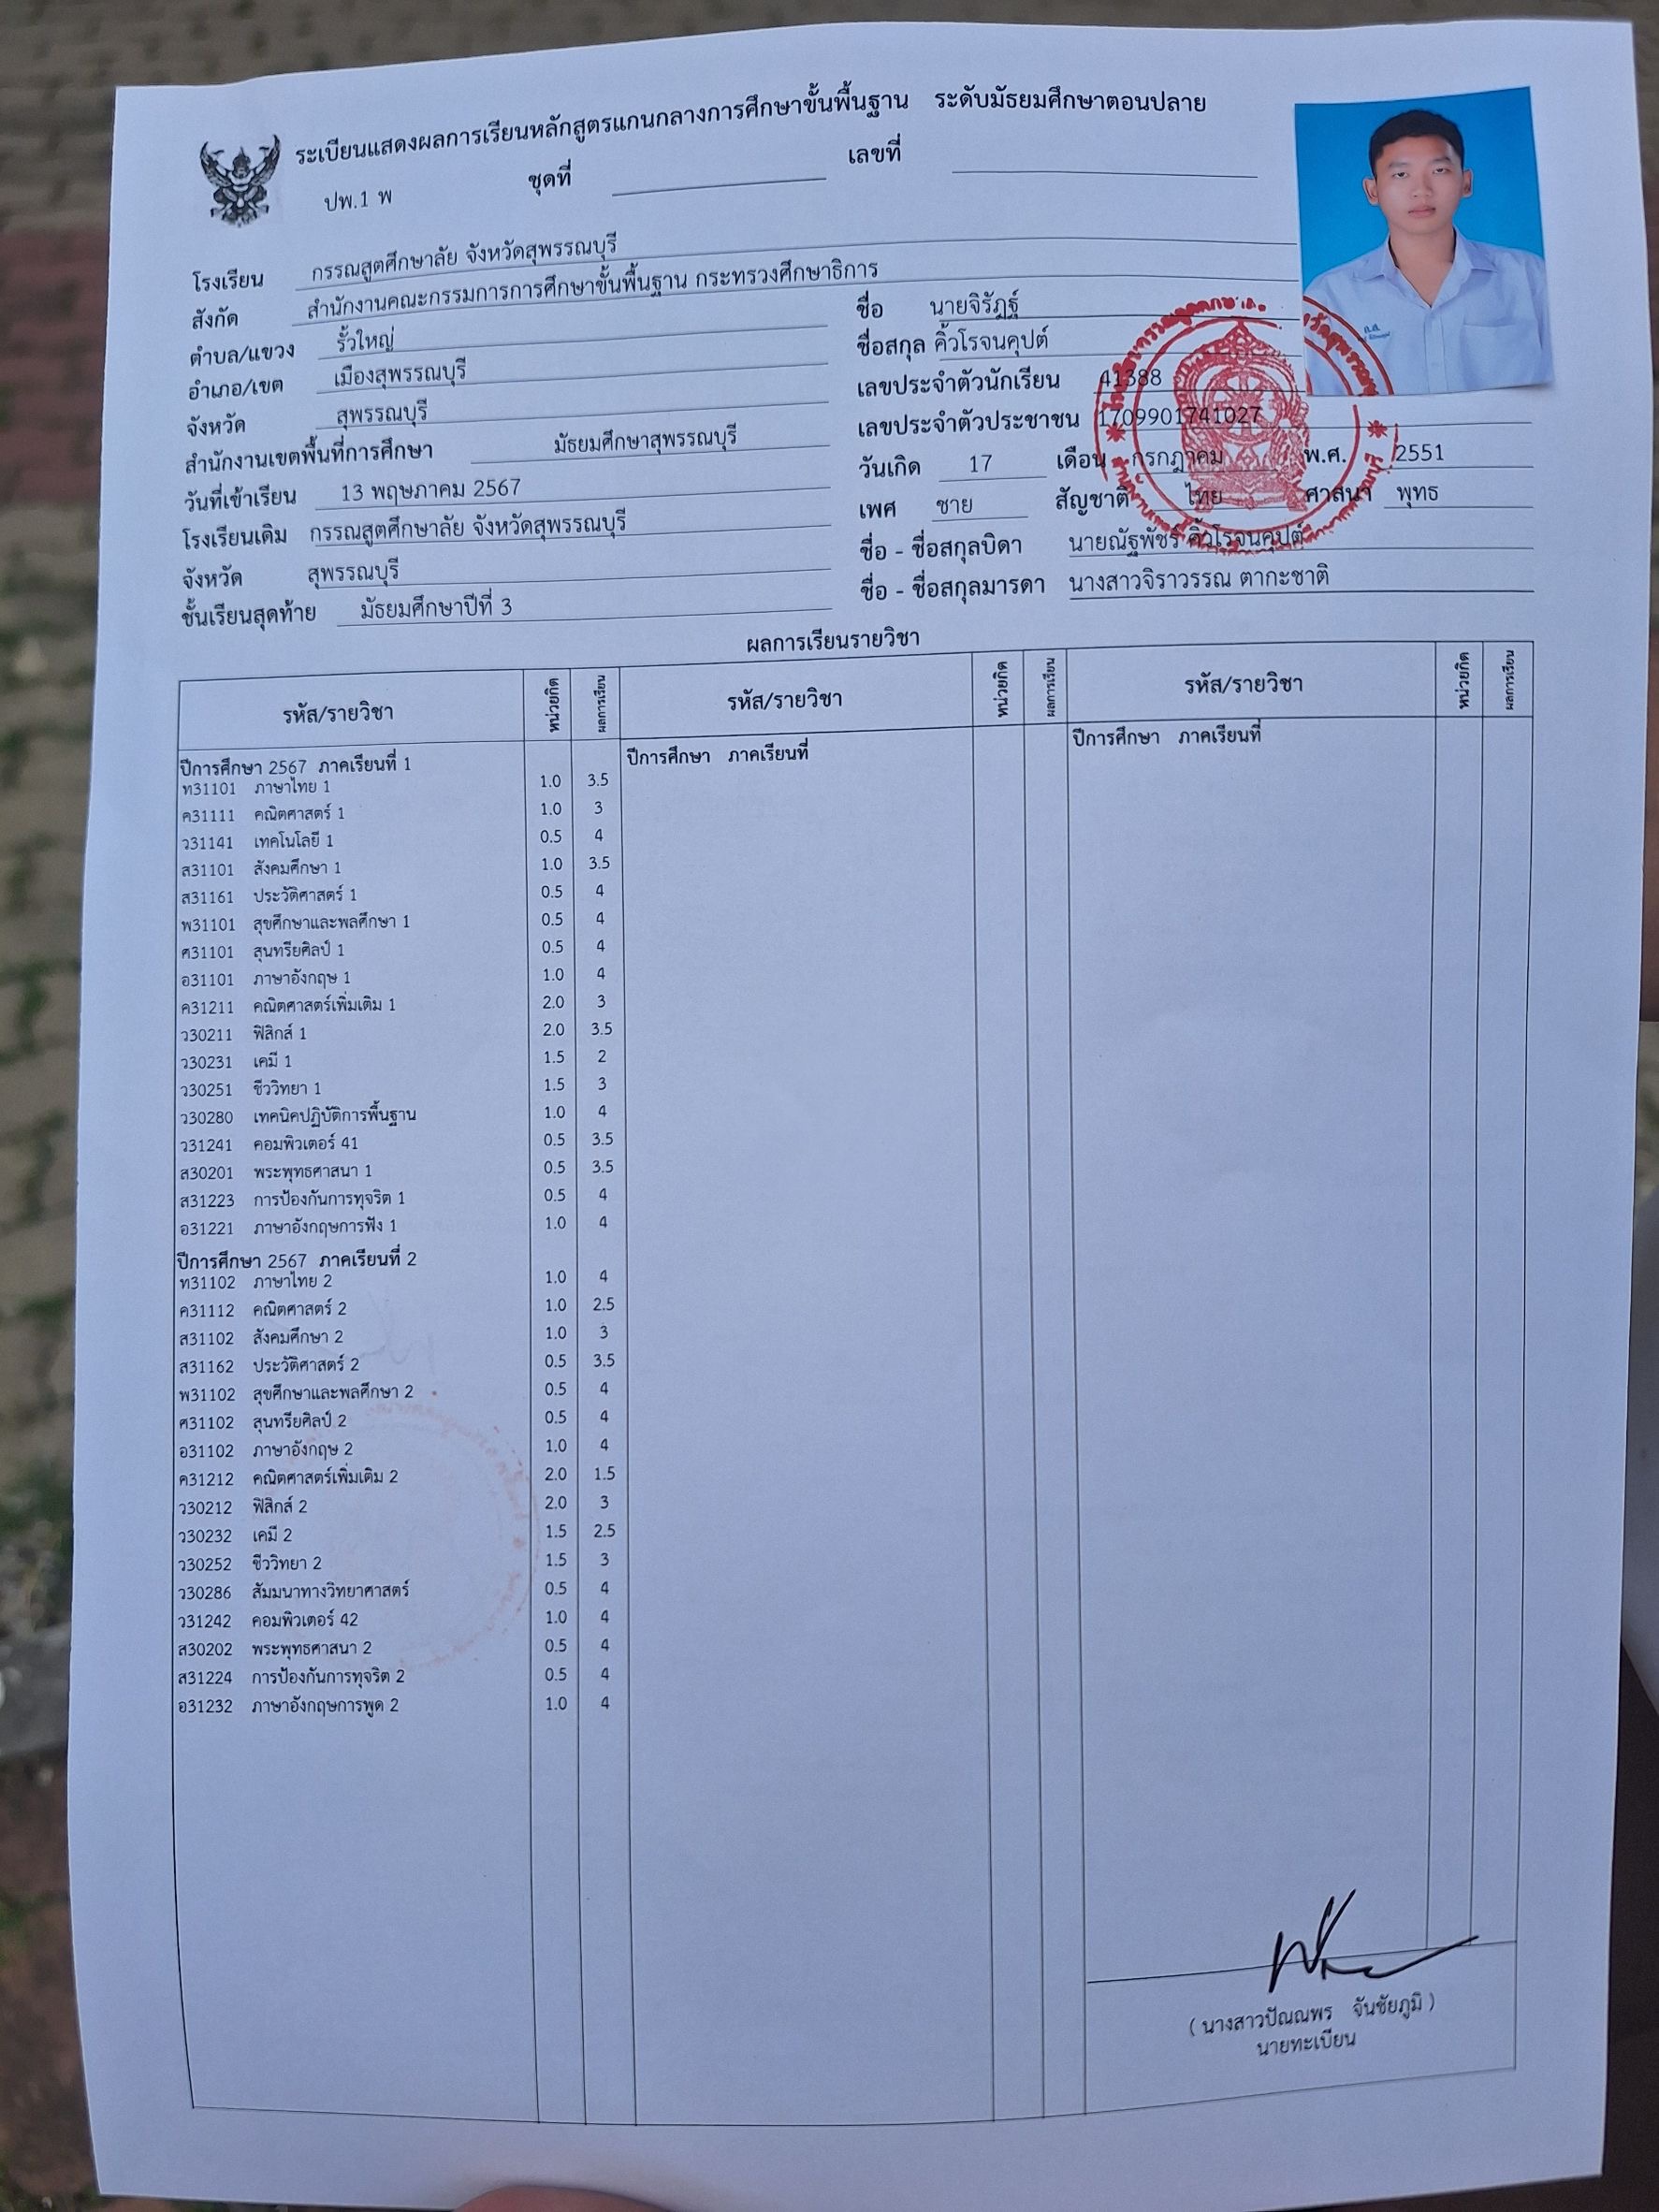 ระเบียนแสดงผลการเรียนหลักสูตรแกนกลางการศึกษาขั้นพื้นฐาน ระดับมัธยมศึกษาตอนปลาย
ปพ.1 พ ชุดที่ เลขที่
โรงเรียน กรรณสูตศึกษาลัย จังหวัดสุพรรณบุรี
สังกัด สำนักงานคณะกรรมการการศึกษาขั้นพื้นฐาน กระทรวงศึกษาธิการ
ตำบล/แขวง รั้วใหญ่
อำเภอ/เขต เมืองสุพรรณบุรี
จังหวัด สุพรรณบุรี
สำนักงานเขตพื้นที่การศึกษา มัธยมศึกษาสุพรรณบุรี
วันที่เข้าเรียน 13 พฤษภาคม 2567
โรงเรียนเดิม กรรณสูตศึกษาลัย จังหวัดสุพรรณบุรี
จังหวัด สุพรรณบุรี
ชั้นเรียนสุดท้าย มัธยมศึกษาปีที่ 3
ชื่อ นายจิรัฏฐ์
ชื่อสกุล คิ้วโรจนคุปต์
เลขประจำตัวนักเรียน 41388
เลขประจำตัวประชาชน 1709901741027
วันเกิด 17 เดือน กรกฎาคม พ.ศ. 2551
เพศ ชาย สัญชาติ ไทย ศาสนา พุทธ
ชื่อ - ชื่อสกุลบิดา นายณัฐพัชร์ คิ้วโรจนคุปต์
ชื่อ - ชื่อสกุลมารดา นางสาวจิราวรรณ ตากะชาติ
ผลการเรียนรายวิชา
รหัส/รายวิชา หน่วยกิต ผลการเรียน รหัส/รายวิชา หน่วยกิต ผลการเรียน รหัส/รายวิชา หน่วยกิต ผลการเรียน
ปีการศึกษา 2567 ภาคเรียนที่ 1
ท31101 ภาษาไทย 1 1.0 3.5
ค31111 คณิตศาสตร์ 1 1.0 3
ว31141 เทคโนโลยี 1 0.5 4
ส31101 สังคมศึกษา 1 1.0 3.5
ส31161 ประวัติศาสตร์ 1 0.5 4
พ31101 สุขศึกษาและพลศึกษา 1 0.5 4
ศ31101 สุนทรียศิลป์ 1 0.5 4
อ31101 ภาษาอังกฤษ 1 1.0 4
ค31211 คณิตศาสตร์เพิ่มเติม 1 2.0 3
ว30211 ฟิสิกส์ 1 2.0 3.5
ว30231 เคมี 1 1.5 2
ว30251 ชีววิทยา 1 1.5 3
ว30280 เทคนิคปฏิบัติการพื้นฐาน 1.0 4
ว31241 คอมพิวเตอร์ 41 0.5 3.5
ส30201 พระพุทธศาสนา 1 0.5 3.5
ส31223 การป้องกันการทุจริต 1 0.5 4
อ31221 ภาษาอังกฤษการฟัง 1 1.0 4
ปีการศึกษา 2567 ภาคเรียนที่ 2
ท31102 ภาษาไทย 2 1.0 4
ค31112 คณิตศาสตร์ 2 1.0 2.5
ส31102 สังคมศึกษา 2 1.0 3
ส31162 ประวัติศาสตร์ 2 0.5 3.5
พ31102 สุขศึกษาและพลศึกษา 2 0.5 4
ศ31102 สุนทรียศิลป์ 2 0.5 4
อ31102 ภาษาอังกฤษ 2 1.0 4
ค31212 คณิตศาสตร์เพิ่มเติม 2 2.0 1.5
ว30212 ฟิสิกส์ 2 2.0 3
ว30232 เคมี 2 1.5 2.5
ว30252 ชีววิทยา 2 1.5 3
ว30286 สัมมนาทางวิทยาศาสตร์ 0.5 4
ว31242 คอมพิวเตอร์ 42 1.0 4
ส30202 พระพุทธศาสนา 2 0.5 4
ส31224 การป้องกันการทุจริต 2 0.5 4
อ31232 ภาษาอังกฤษการพูด 2 1.0 4
ปีการศึกษา ภาคเรียนที่
ปีการศึกษา ภาคเรียนที่
( นางสาวปัณณพร จันชัยภูมิ )
นายทะเบียน